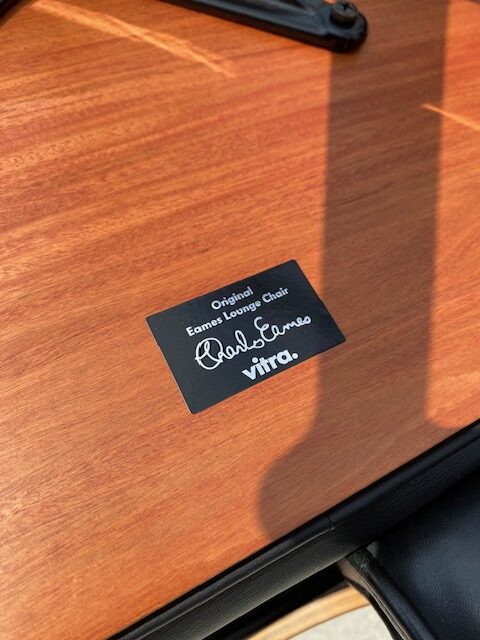 Original
Eames Lounge Chair
Charles Eames
vitra.